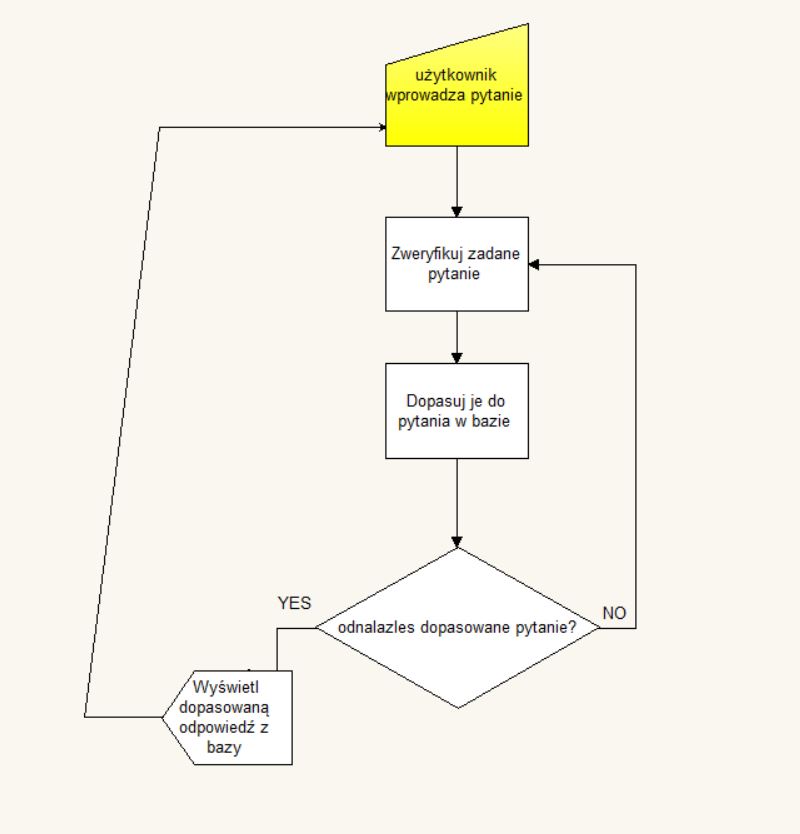 użytkownik
wprowadza pytanie
Zweryfikuj zadane
pytanie
Dopasuj je do
pytania w bazie
YES
NO
odnalazles dopasowane pytanie?
Wyświetl
dopasowaną
odpowiedź z
bazy